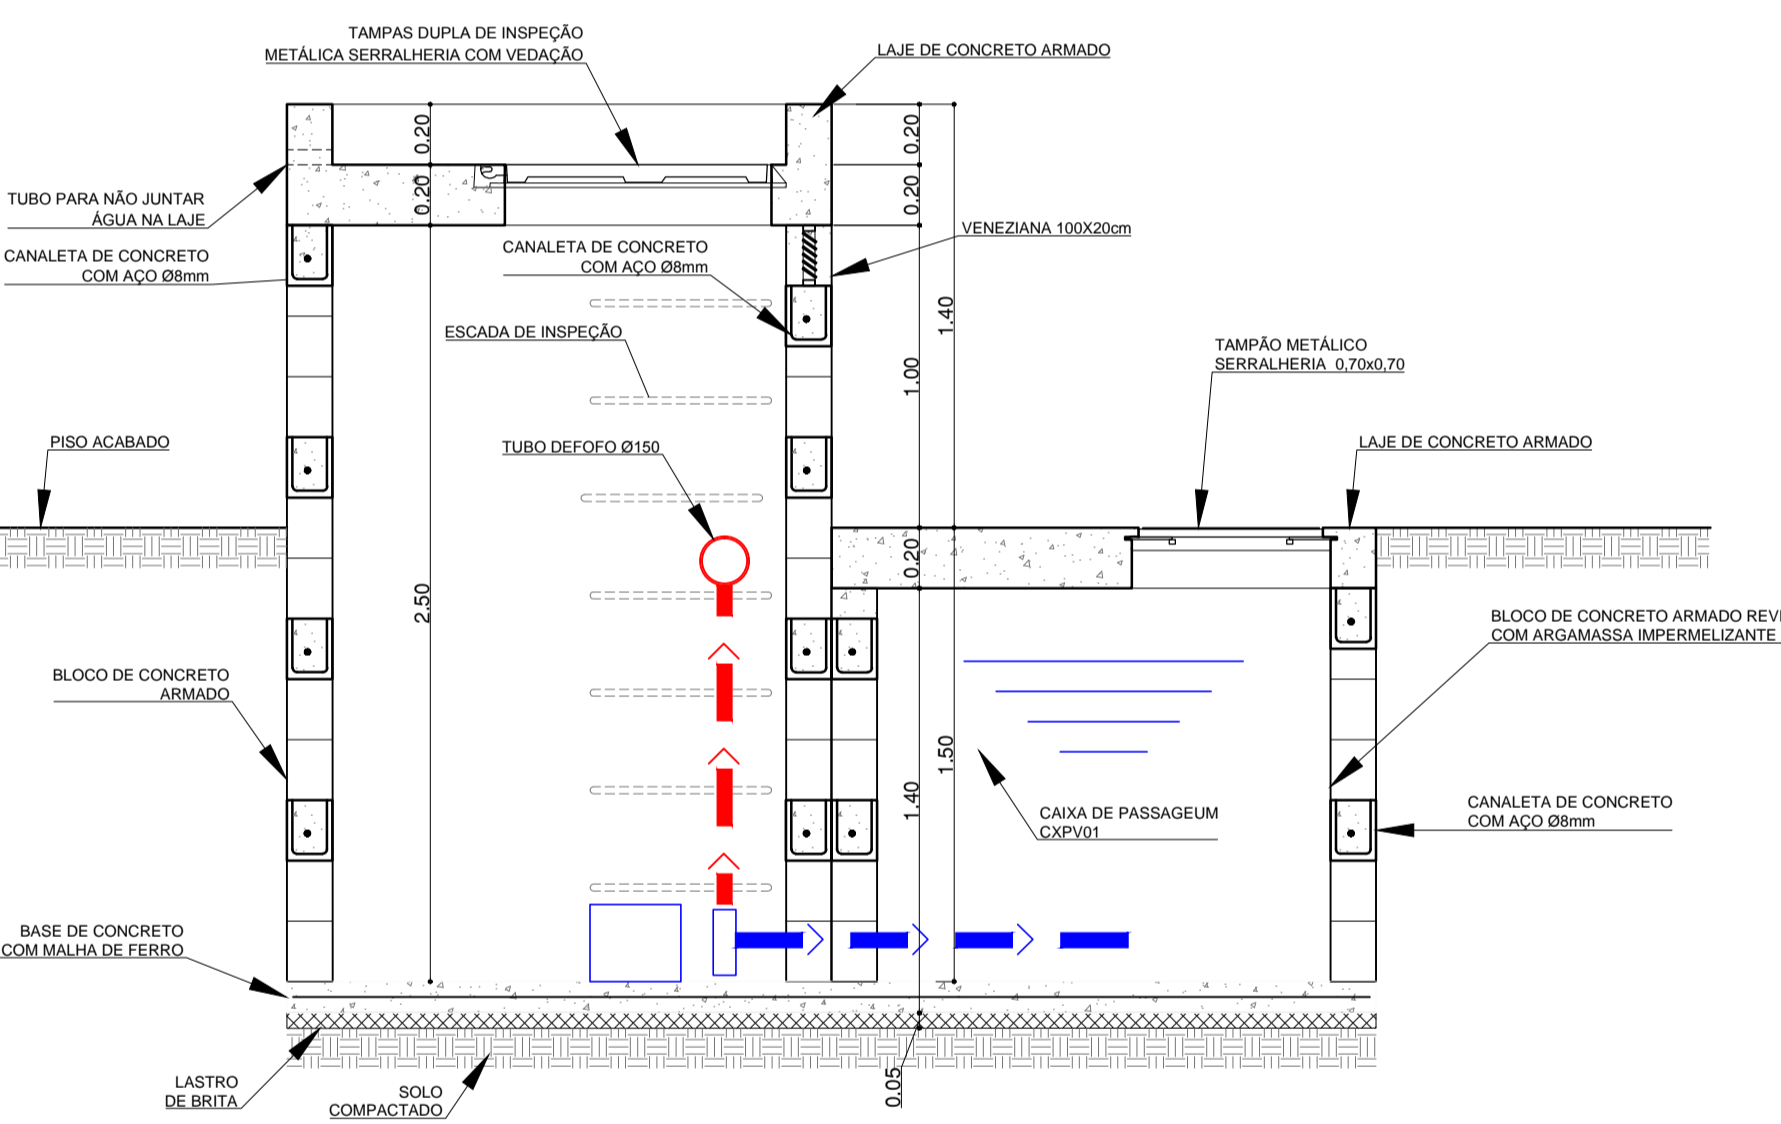 TAMPAS DUPLA DE INSPEÇÃO
METÁLICA SERRALHERIA COM VEDAÇÃO
LAJE DE CONCRETO ARMADO
0.20
0.20
0.20
0.20
TUBO PARA NÃO JUNTAR
ÁGUA NA LAJE
CANALETA DE CONCRETO
COM AÇO Ø8mm
CANALETA DE CONCRETO
COM AÇO Ø8mm
VENEZIANA 100X20cm
ESCADA DE INSPEÇÃO
1.40
1.00
TAMPÃO METÁLICO
SERRALHERIA 0,70x0,70
PISO ACABADO
TUBO DEFOFO Ø150
LAJE DE CONCRETO ARMADO
0.20
2.50
BLOCO DE CONCRETO ARMADO REV
COM ARGAMASSA IMPERMELIZANTE
BLOCO DE CONCRETO
ARMADO
1.50
1.40
CAIXA DE PASSAGEUM
CXPV01
CANALETA DE CONCRETO
COM AÇO Ø8mm
BASE DE CONCRETO
COM MALHA DE FERRO
LASTRO
DE BRITA
SOLO
COMPACTADO
0.05